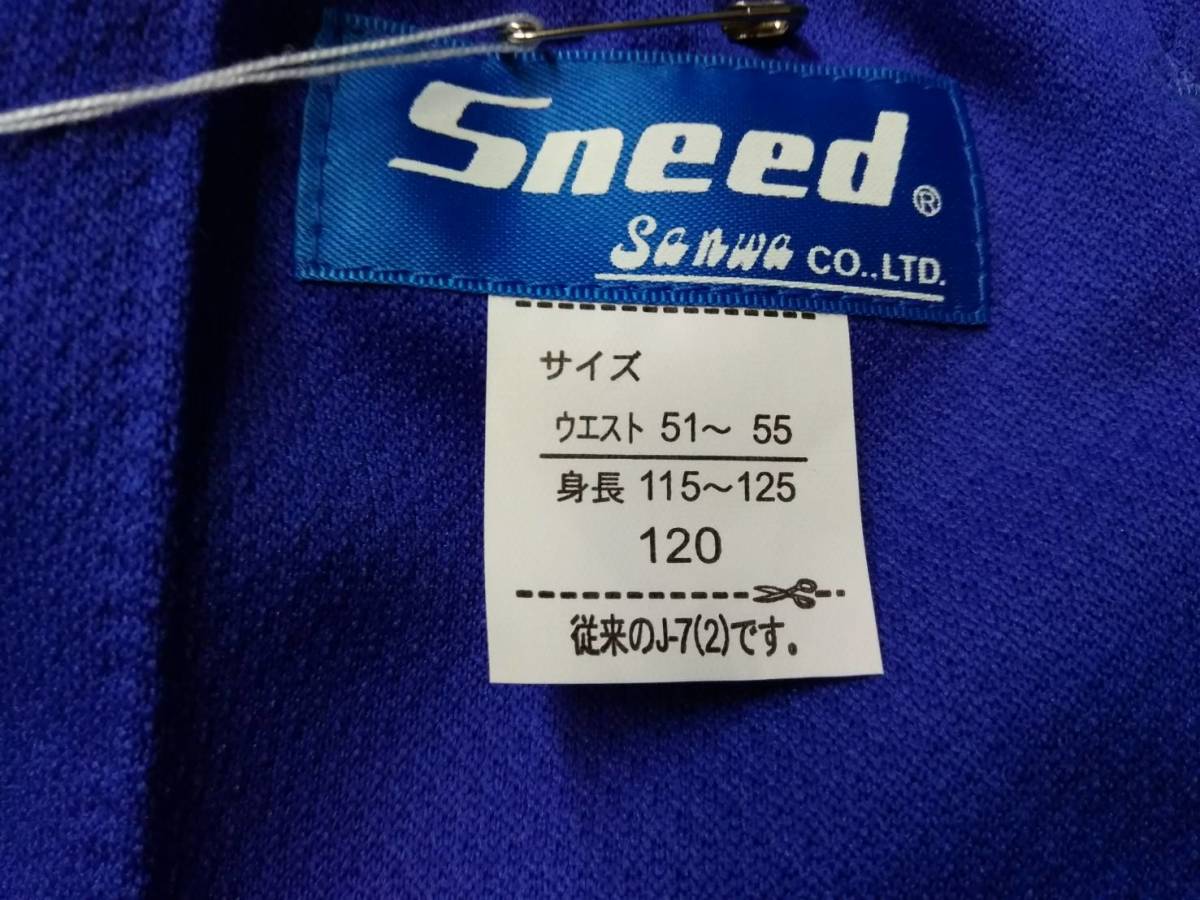 Sneed®
Sanwa CO.,LTD.
サイズ
ウエスト 51〜 55
身長 115〜125
120
従来のJ-7(2)です。